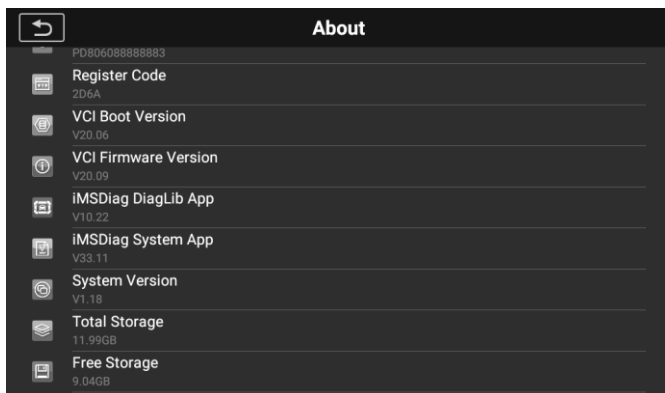 About
PD806088888883
Register Code
2D6A
VCI Boot Version
V20.06
VCI Firmware Version
V20.09
iMSDiag DiagLib App
V10.22
iMSDiag System App
V33.11
System Version
V1.18
Total Storage
11.99GB
Free Storage
9.04GB